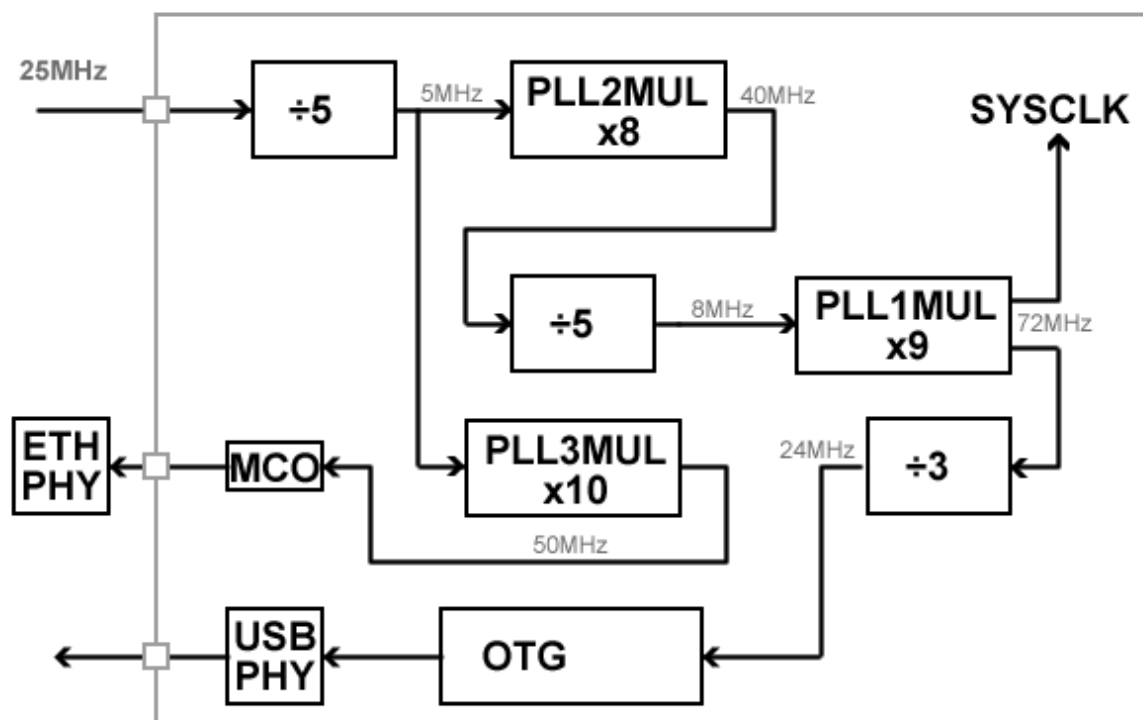 25MHz
÷5
5MHz
PLL2MUL
x8
40MHz
SYSCLK
÷5
8MHz
PLL1MUL
x9
72MHz
ETH
PHY
MCO
PLL3MUL
x10
24MHz
÷3
50MHz
USB
PHY
OTG